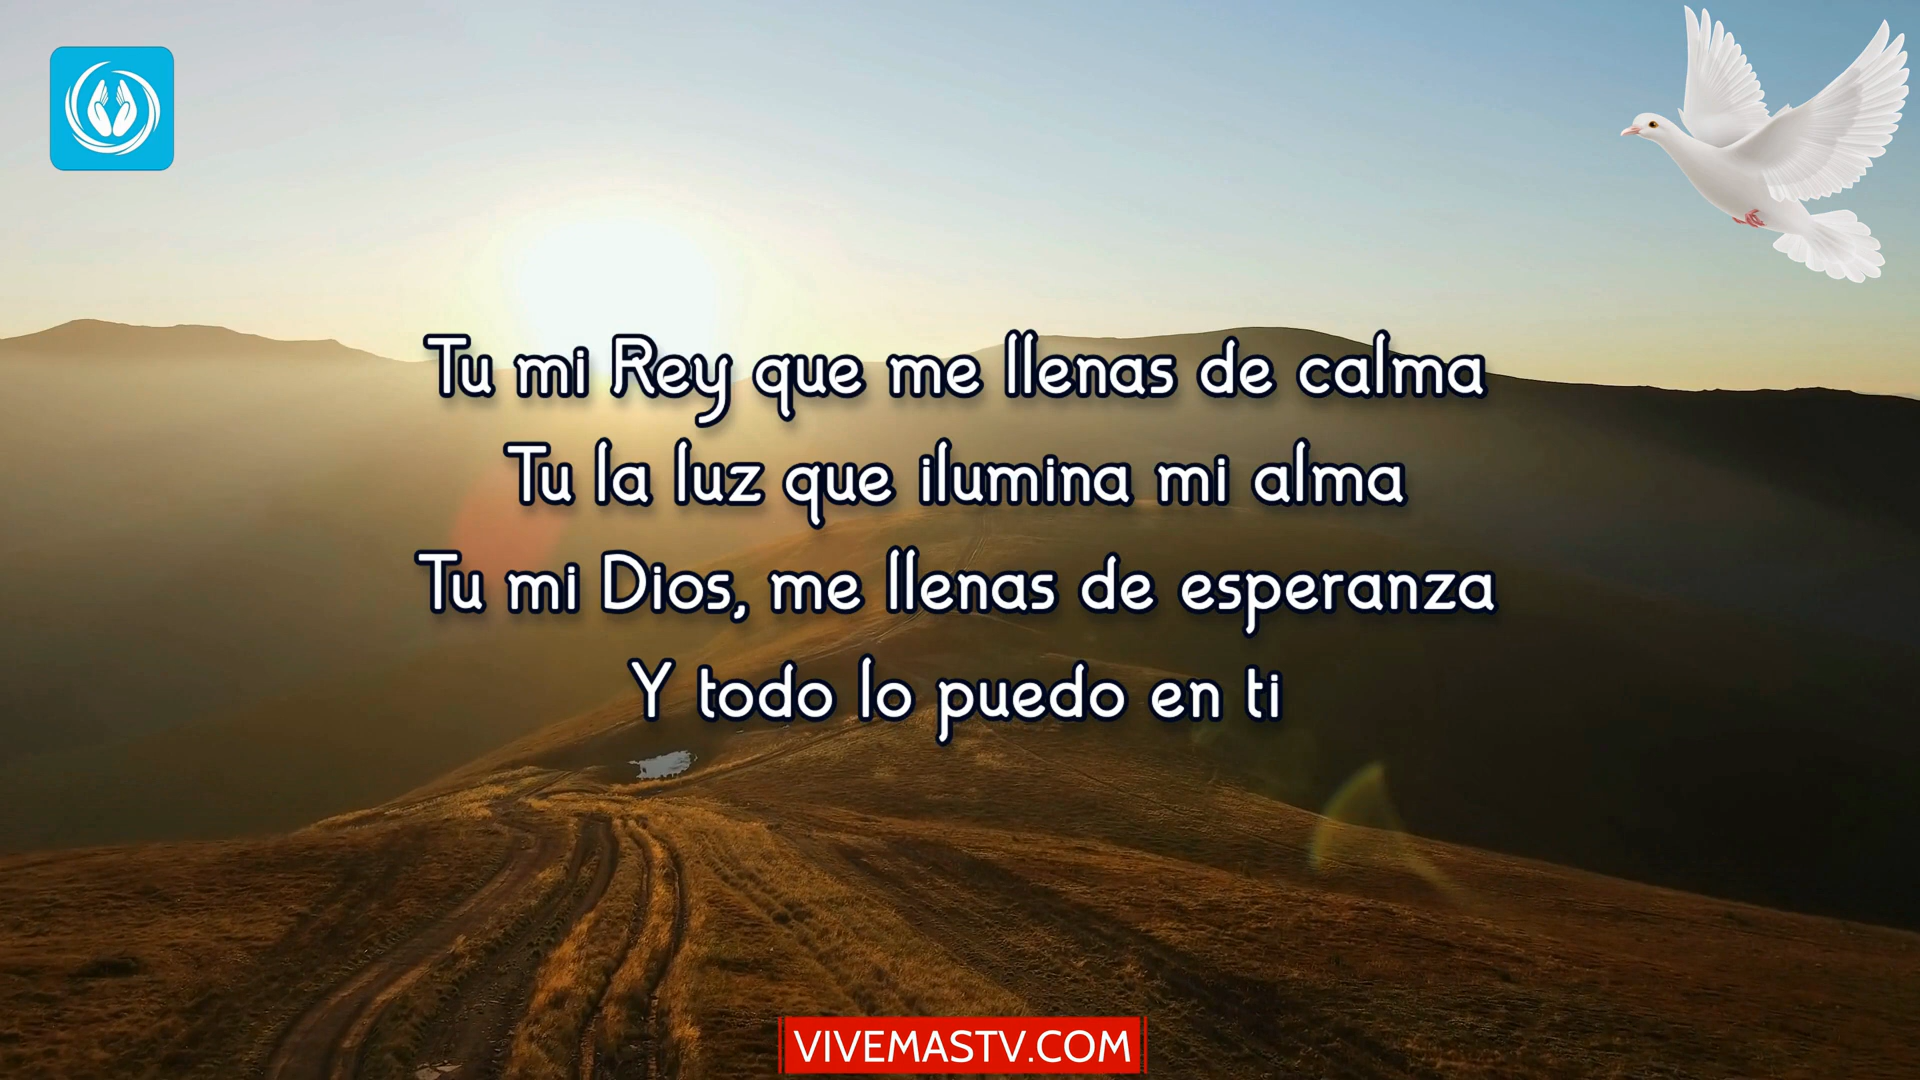 Tu mi Rey que me llenas de calma
Tu la luz que ilumina mi alma
Tu mi Dios, me llenas de esperanza
Y todo lo puedo en ti
VIVEMASTV.COM